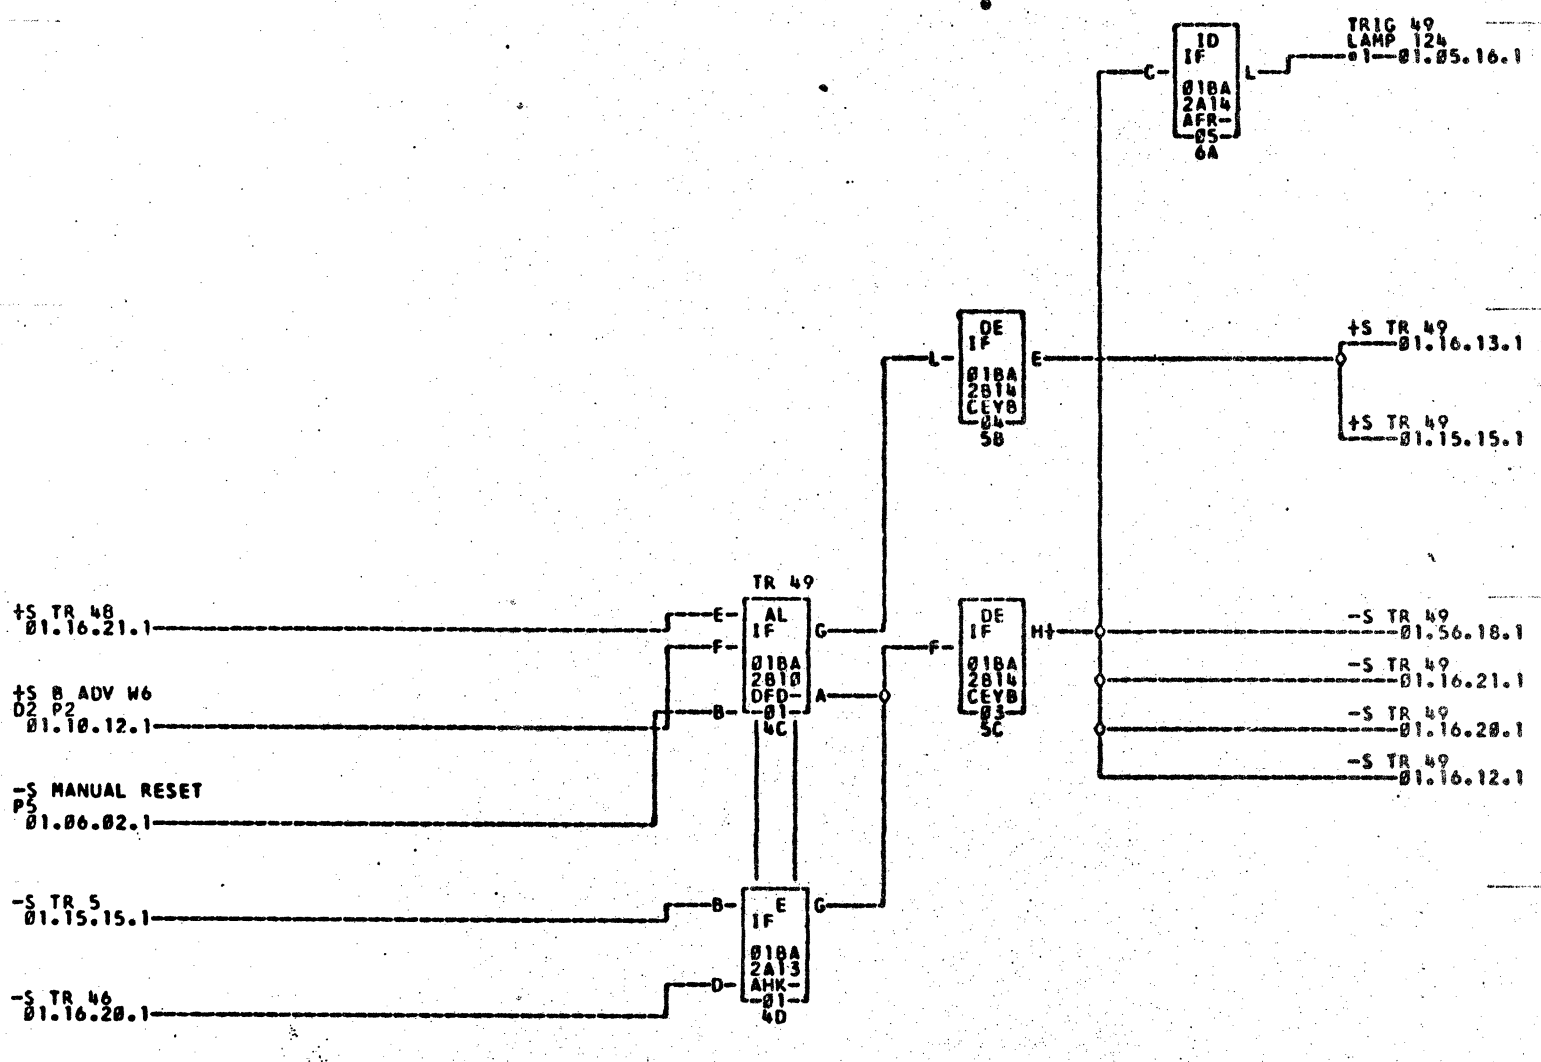 TRIG 49
LAMP 124
•1—01.05.16.1
ID
IF
C
L
01BA
2A14
AFR-
05
6A
DE
IF
L
E
01BA
2B14
CEYB
04
5B
+S TR 49
01.16.13.1
+S TR 49
01.15.15.1
TR 49
+S TR 48
01.16.21.1
E
AL
IF
G
F
01BA
2B10
DFD-
A
B
01
4C
+S B ADV W6
D2 P2
01.10.12.1
-S MANUAL RESET
P5
01.06.02.1
DE
IF
H
F
01BA
2B14
CEYB
03
5C
-S TR 49
01.56.18.1
-S TR 49
01.16.21.1
-S TR 49
01.16.20.1
-S TR 49
01.16.12.1
-S TR 5
01.15.15.1
B
E
G
IF
01BA
2A13
AHK-
D
01
4D
-S TR 46
01.16.20.1